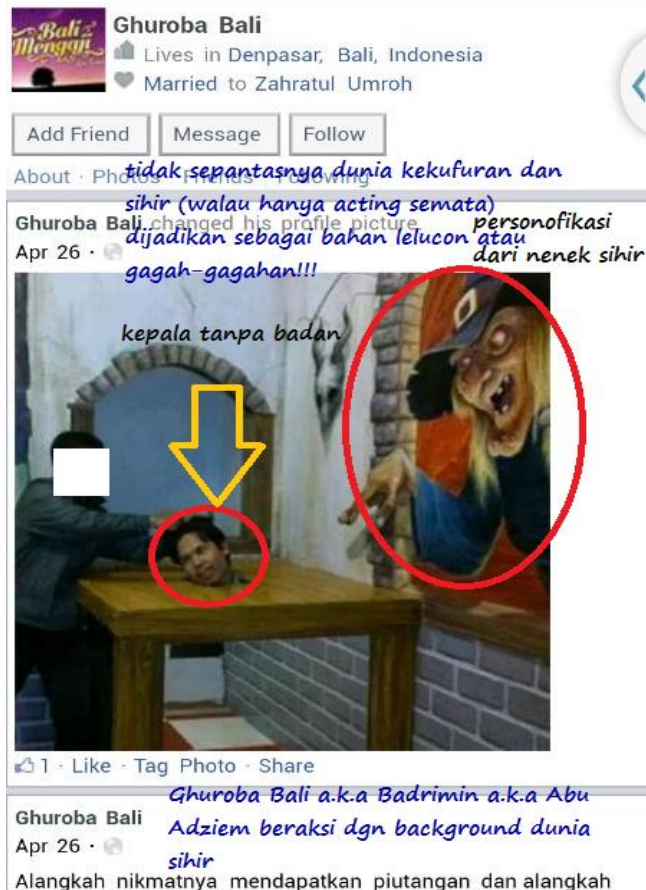 Bali
Mengaji
Ghuroba Bali
Lives in Denpasar, Bali, Indonesia
Married to Zahratul Umroh
Add Friend
Message
Follow
About · Photos · Friends · Following
tidak sepantasnya dunia kekufuran dan
sihir (walau hanya acting semata)
dijadikan sebagai bahan lelucon atau
gagah-gagahan!!!
Ghuroba Bali changed his profile picture
Apr 26 ·
personofikasi
dari nenek sihir
kepala tanpa badan
1 · Like · Tag Photo · Share
Ghuroba Bali a.k.a Badrimin a.k.a Abu
Adziem beraksi dgn background dunia
sihir
Ghuroba Bali
Apr 26 ·
Alangkah nikmatnya mendapatkan piutangan dan alangkah